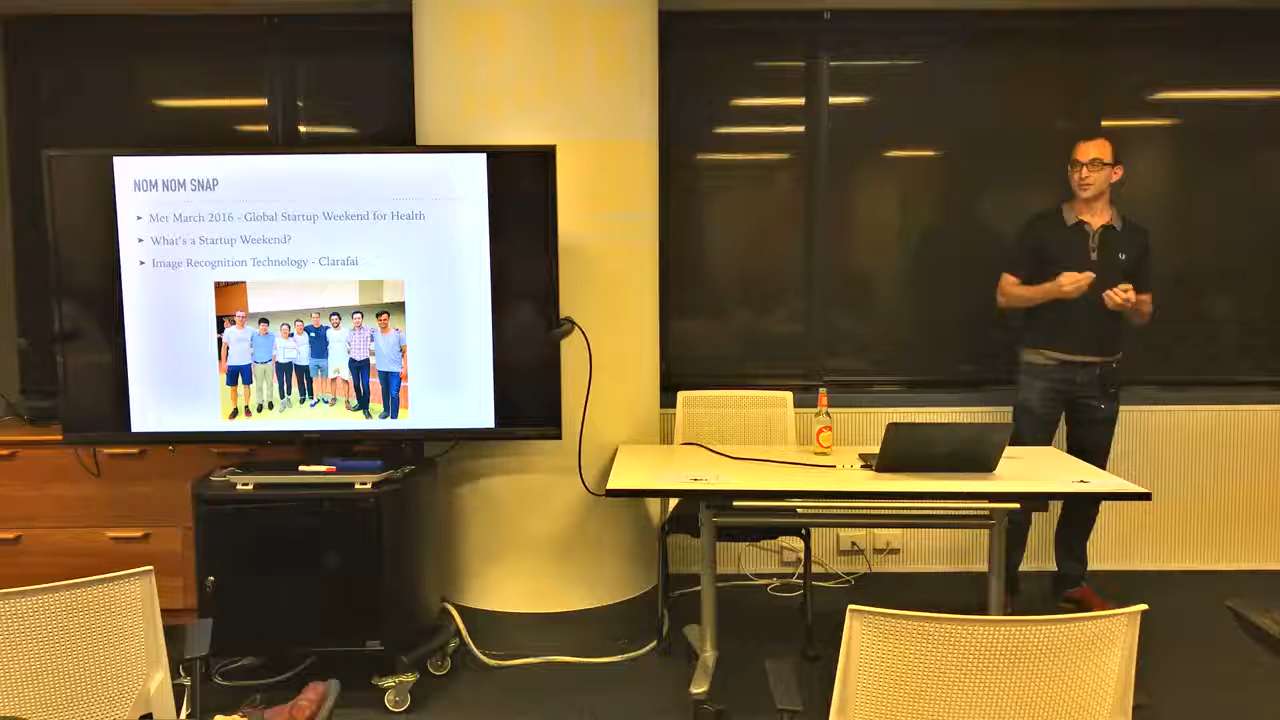 NOM NOM SNAP
➤ Met March 2016 - Global Startup Weekend for Health
➤ What's a Startup Weekend?
➤ Image Recognition Technology - Clarafai